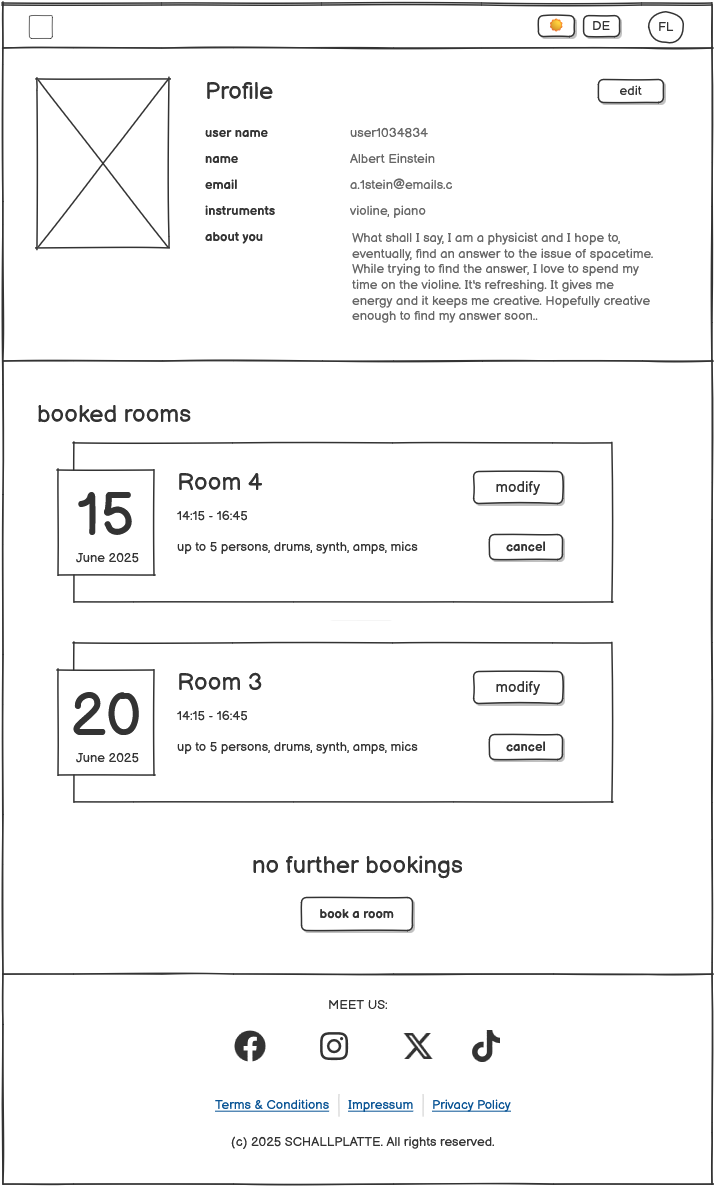 DE
FL
Profile
edit
user name user1034834
name Albert Einstein
email a.1stein@emails.c
instruments violine, piano
about you What shall I say, I am a physicist and I hope to,
eventually, find an answer to the issue of spacetime.
While trying to find the answer, I love to spend my
time on the violine. It's refreshing. It gives me
energy and it keeps me creative. Hopefully creative
enough to find my answer soon..
booked rooms
15
June 2025
Room 4
14:15 - 16:45
up to 5 persons, drums, synth, amps, mics
modify
cancel
20
June 2025
Room 3
14:15 - 16:45
up to 5 persons, drums, synth, amps, mics
modify
cancel
no further bookings
book a room
MEET US:
Terms & Conditions Impressum Privacy Policy
(c) 2025 SCHALLPLATTE. All rights reserved.